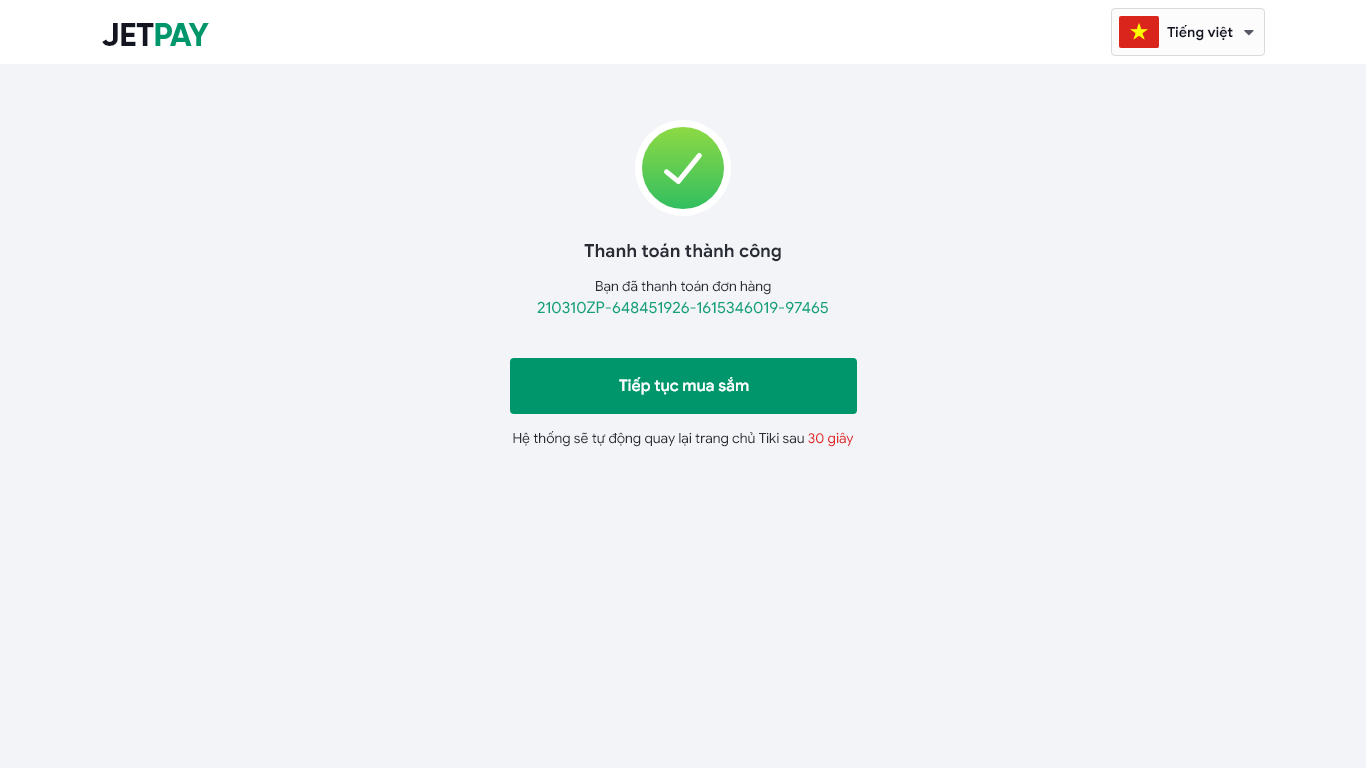 JETPAY
Tiếng việt
Thanh toán thành công
Bạn đã thanh toán đơn hàng
210310ZP-648451926-1615346019-97465
Tiếp tục mua sắm
Hệ thống sẽ tự động quay lại trang chủ Tiki sau 30 giây